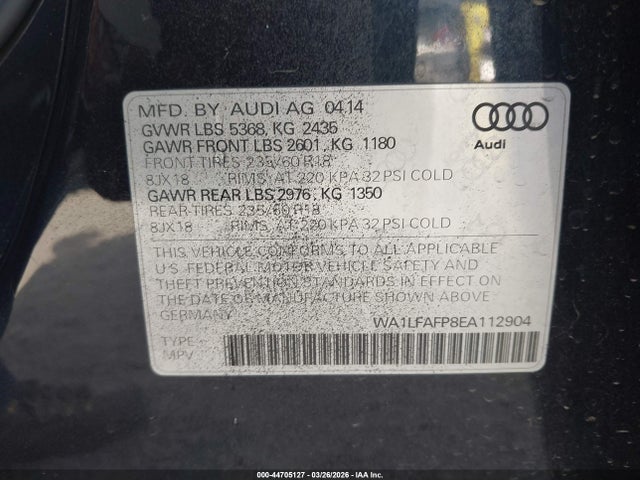 MFD. BY AUDI AG 04.14
GVWR LBS 5368, KG 2435
GAWR FRONT LBS 2601, KG 1180
FRONT TIRES 235/60 R18
8JX18 RIMS, AT 220 KPA 32 PSI COLD
GAWR REAR LBS 2976, KG 1350
REAR-TIRES 235/60 R18
8JX18 RIMS, AT 220 KPA 32 PSI COLD
Audi
THIS VEHICLE CONFORMS TO ALL APPLICABLE
U.S. FEDERAL MOTOR VEHICLE SAFETY AND
THEFT PREVENTION STANDARDS IN EFFECT ON
THE DATE OF MANUFACTURE SHOWN ABOVE
GERMANY
WA1LFAFP8EA112904
TYPE:
MPV
000-44705127 - 03/26/2026 - IAA Inc.